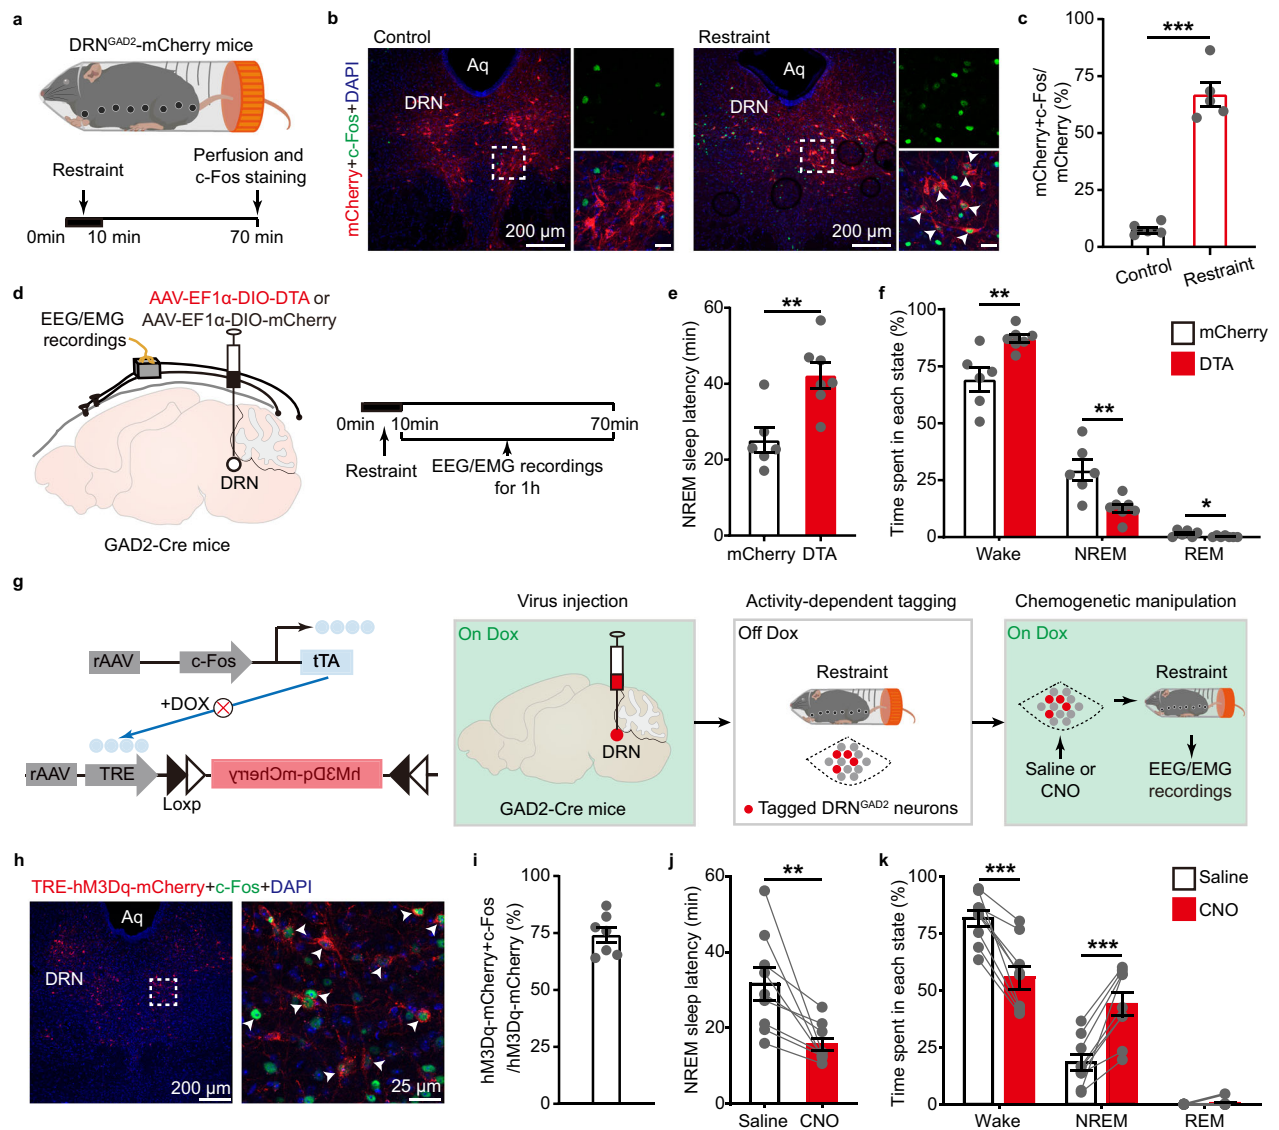 a
DRNGAD2-mCherry mice
Restraint
Perfusion and
c-Fos staining
0min
10 min
70 min
b
Control
Restraint
mCherry+c-Fos+DAPI
Aq
DRN
200 µm
Aq
DRN
200 µm
c
mCherry+c-Fos/
mCherry (%)
100
75
50
25
0
***
Control
Restraint
d
AAV-EF1α-DIO-DTA or
AAV-EF1α-DIO-mCherry
EEG/EMG
recordings
DRN
GAD2-Cre mice
0min
10min
70min
Restraint
EEG/EMG recordings
for 1h
e
NREM sleep latency (min)
60
40
20
0
**
mCherry
DTA
f
Time spent in each state (%)
100
75
50
25
0
**
**
*
mCherry
DTA
Wake
NREM
REM
g
rAAV
c-Fos
tTA
+DOX
rAAV
TRE
hM3Dq-mCherry
Loxp
Virus injection
On Dox
DRN
GAD2-Cre mice
Activity-dependent tagging
Off Dox
Restraint
Tagged DRNGAD2 neurons
Chemogenetic manipulation
On Dox
Restraint
Saline or
CNO
EEG/EMG
recordings
h
TRE-hM3Dq-mCherry+c-Fos+DAPI
Aq
DRN
200 µm
25 µm
i
hM3Dq-mCherry+c-Fos
/hM3Dq-mCherry (%)
100
75
50
25
0
j
NREM sleep latency (min)
60
40
20
0
**
Saline
CNO
k
Time spent in each state (%)
100
75
50
25
0
***
***
Saline
CNO
Wake
NREM
REM